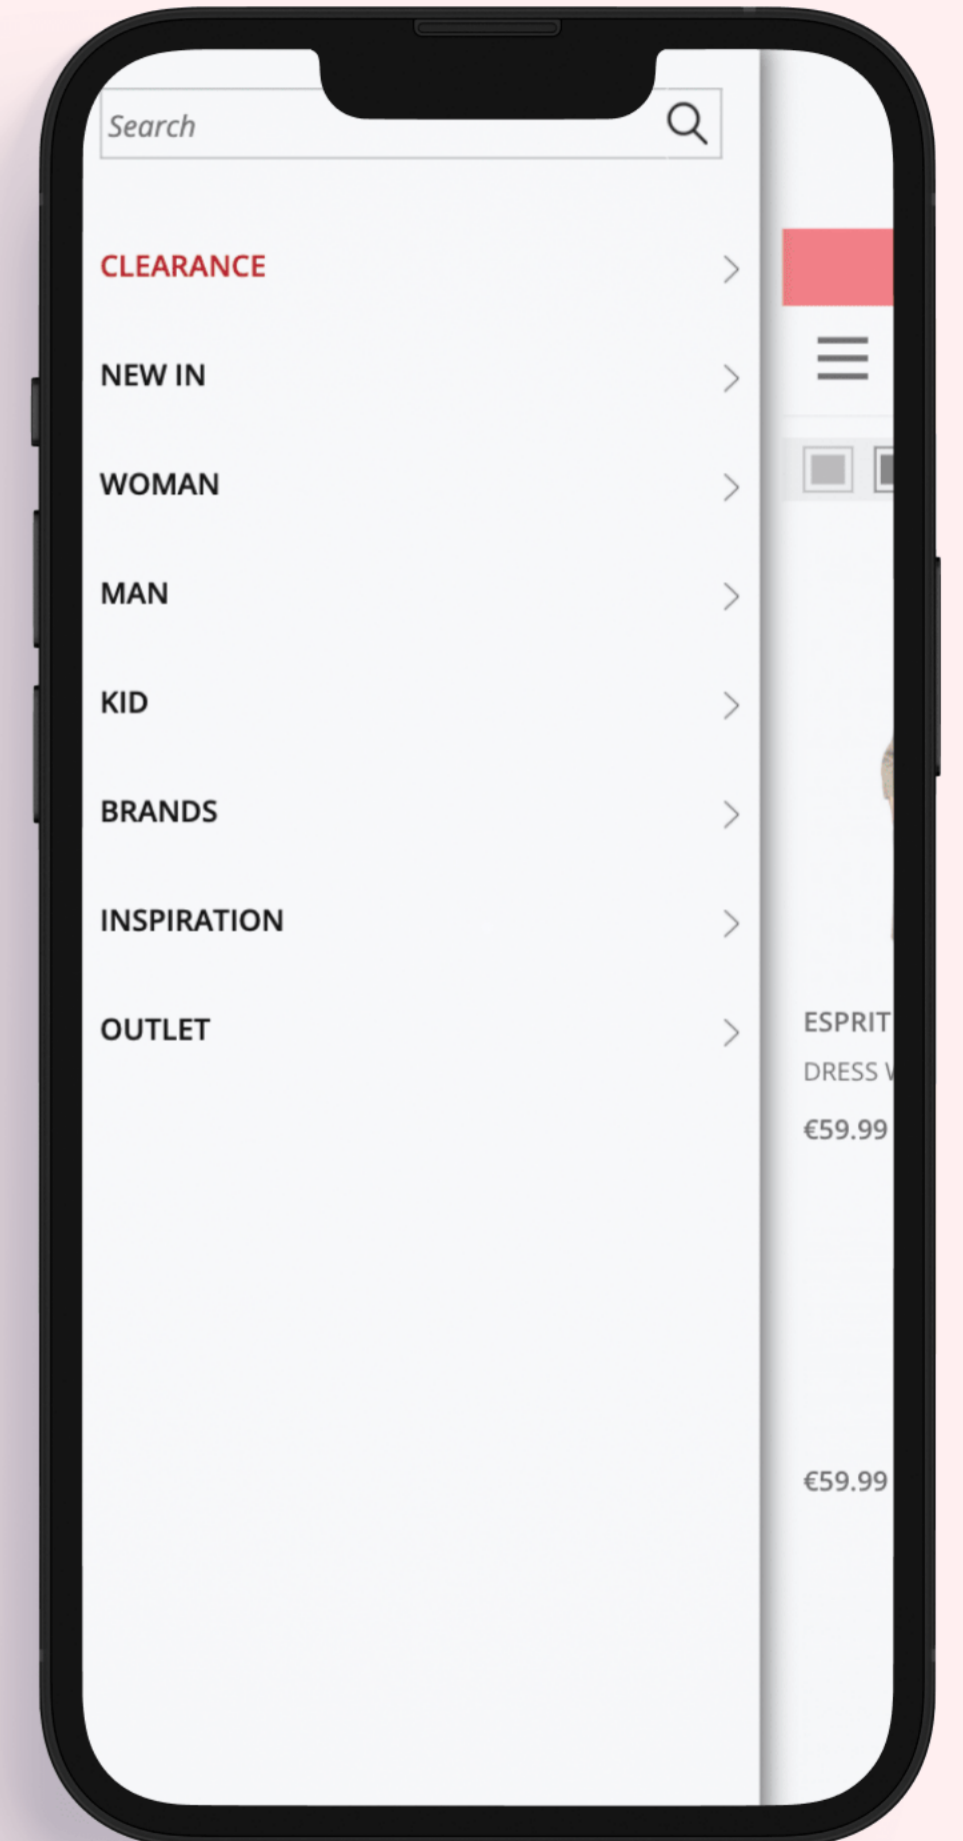 Search
CLEARANCE
NEW IN
WOMAN
MAN
KID
BRANDS
INSPIRATION
OUTLET
ESPRIT
DRESS
€59.99
€59.99